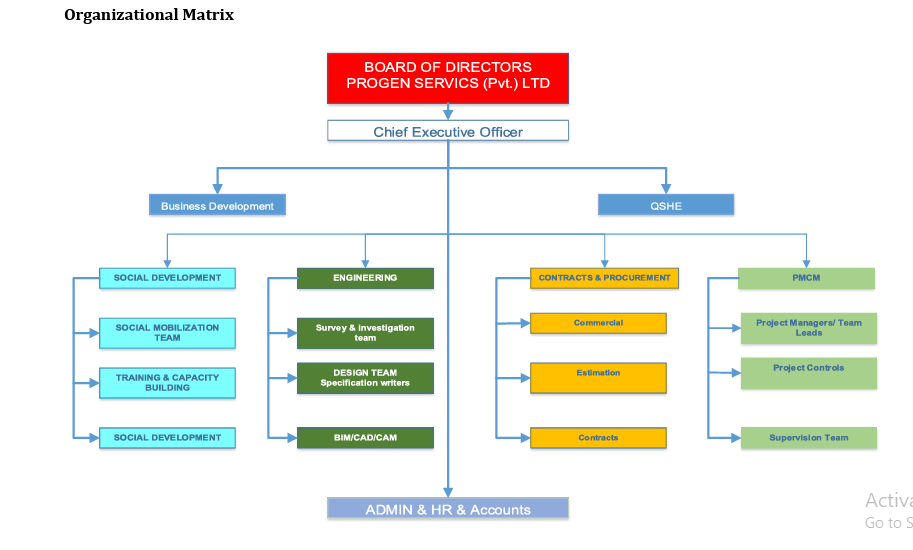 Organizational Matrix
BOARD OF DIRECTORS
PROGEN SERVICS (Pvt.) LTD
Chief Executive Officer
Business Development
QSHE
SOCIAL DEVELOPMENT
ENGINEERING
CONTRACTS & PROCUREMENT
PMCM
SOCIAL MOBILIZATION
TEAM
Survey & investigation
team
Commercial
Project Managers/ Team
Leads
TRAINING & CAPACITY
BUILDING
DESIGN TEAM
Specification writers
Estimation
Project Controls
SOCIAL DEVELOPMENT
BIM/CAD/CAM
Contracts
Supervision Team
ADMIN & HR & Accounts
Activa
Go to S